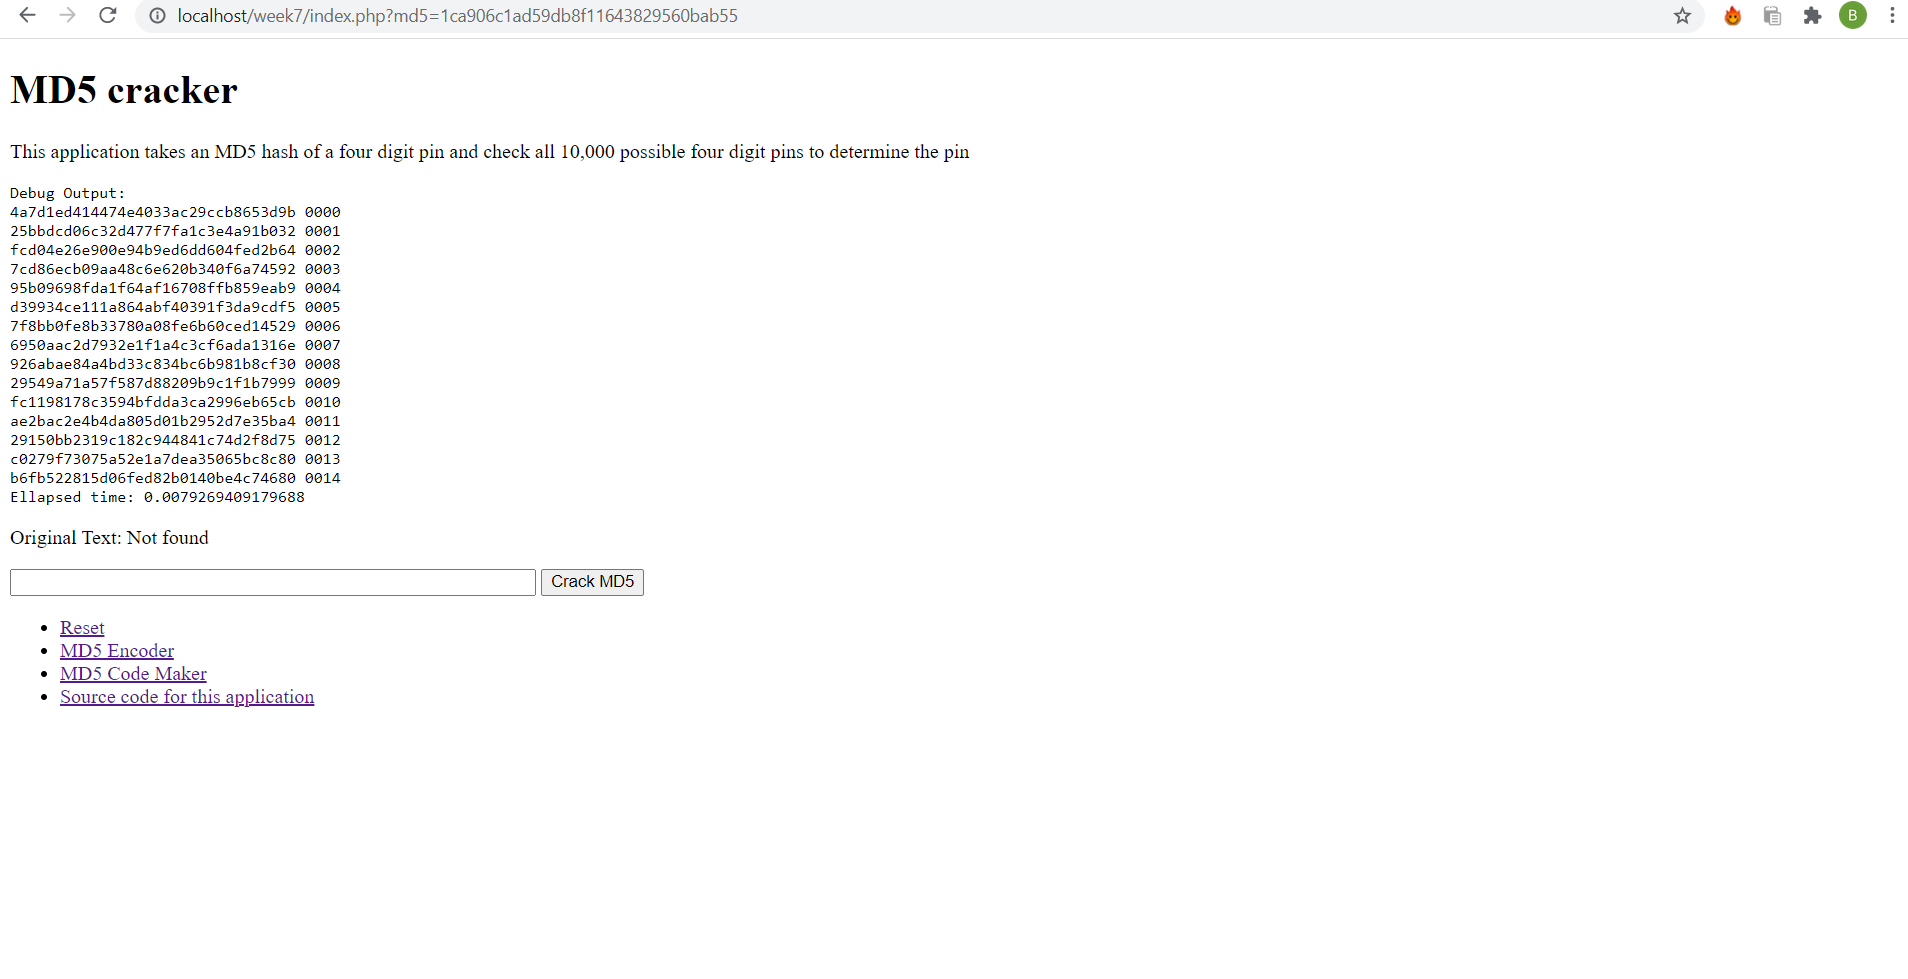 localhost/week7/index.php?md5=1ca906c1ad59db8f11643829560bab55
B
MD5 cracker
This application takes an MD5 hash of a four digit pin and check all 10,000 possible four digit pins to determine the pin
Debug Output:
4a7d1ed414474e4033ac29ccb8653d9b 0000
25bbdcd06c32d477f7fa1c3e4a91b032 0001
fcd04e26e900e94b9ed6dd604fed2b64 0002
7cd86ecb09aa48c6e620b340f6a74592 0003
95b09698fda1f64af16708ffb859eab9 0004
d39934ce111a864abf40391f3da9cdf5 0005
7f8bb0fe8b33780a08fe6b60ced14529 0006
6950aac2d7932e1f1a4c3cf6ada1316e 0007
926abae84a4bd33c834bc6b981b8cf30 0008
29549a71a57f587d88209b9c1f1b7999 0009
fc1198178c3594bfdda3ca2996eb65cb 0010
ae2bac2e4b4da805d01b2952d7e35ba4 0011
29150bb2319c182c944841c74d2f8d75 0012
c0279f73075a52e1a7dea35065bc8c80 0013
b6fb522815d06fed82b0140be4c74680 0014
Ellapsed time: 0.0079269409179688
Original Text: Not found
Crack MD5
Reset
MD5 Encoder
MD5 Code Maker
Source code for this application